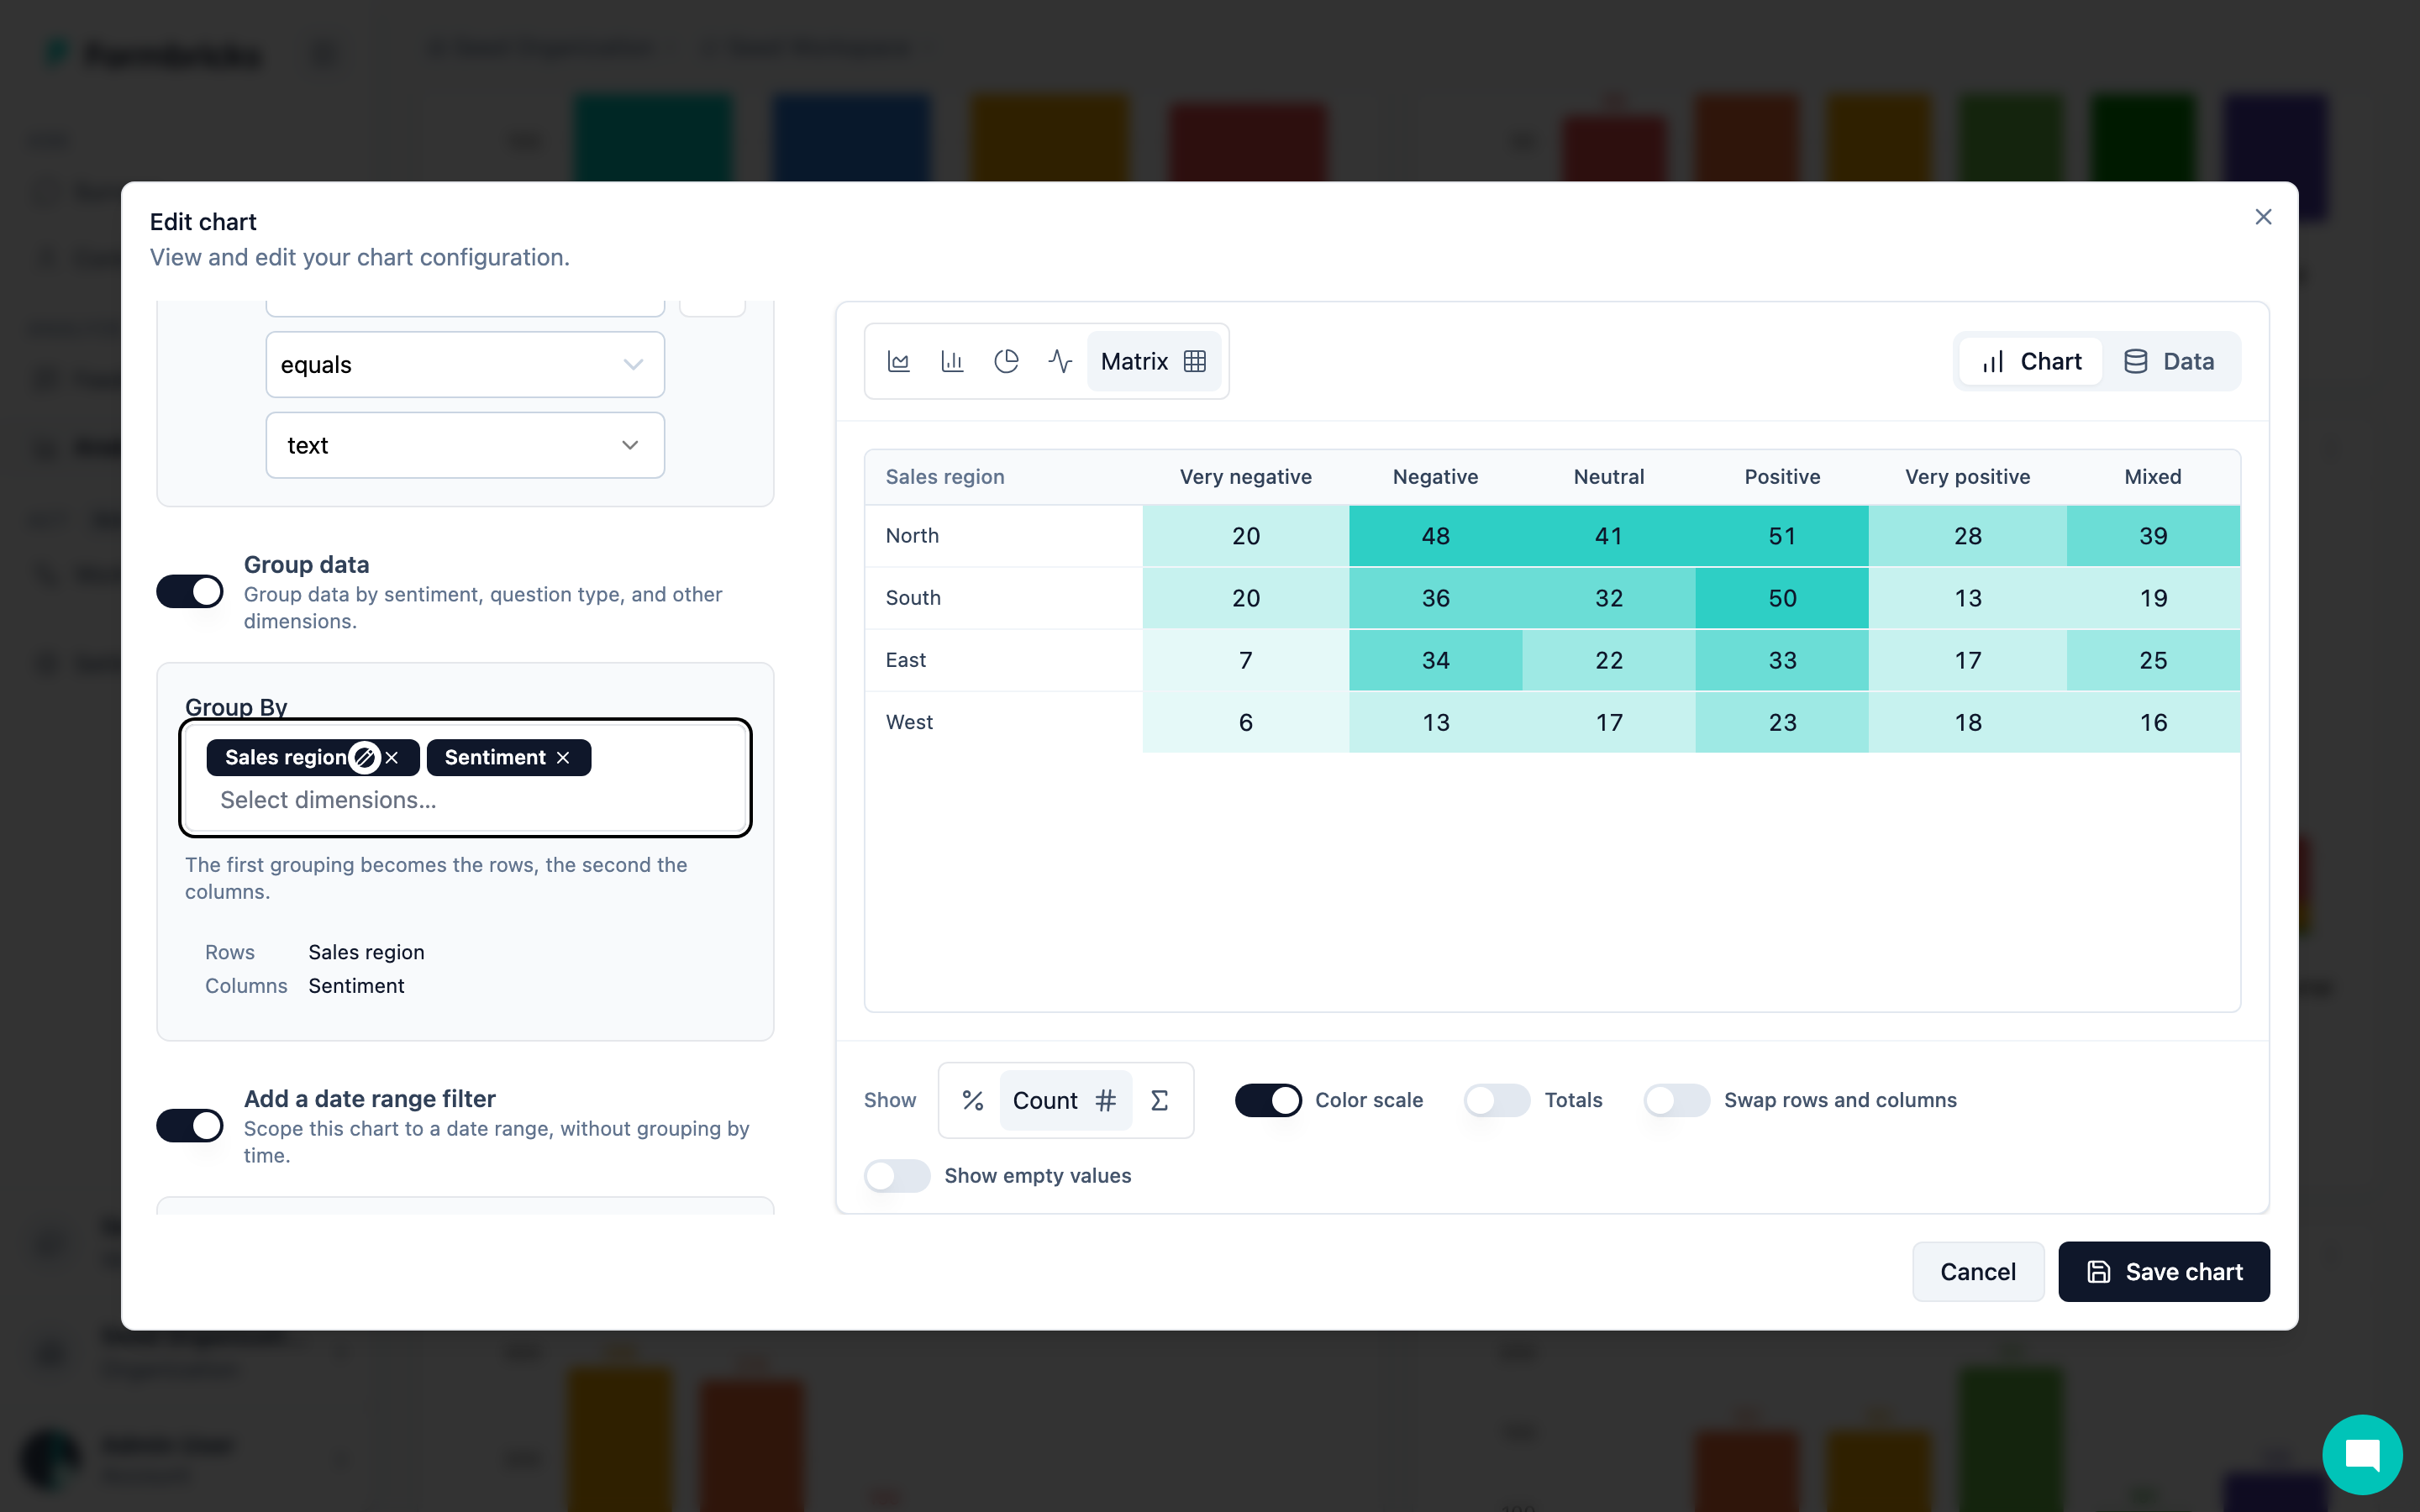 Formbricks
Edit chart
View and edit your chart configuration.
equals
text
Group data
Group data by sentiment, question type, and other
dimensions.
Group By
Sales region
Sentiment
Select dimensions...
The first grouping becomes the rows, the second the
columns.
Rows Sales region
Columns Sentiment
Add a date range filter
Scope this chart to a date range, without grouping by
time.
Matrix
Chart Data
Sales region Very negative Negative Neutral Positive Very positive Mixed
North 20 48 41 51 28 39
South 20 36 32 50 13 19
East 7 34 22 33 17 25
West 6 13 17 23 18 16
Show % Count # Σ Color scale Totals Swap rows and columns
Show empty values
Cancel Save chart